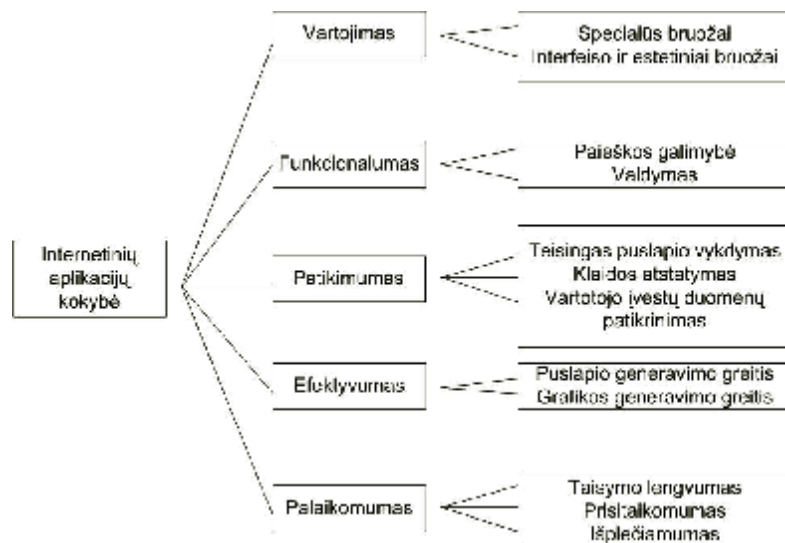 Internetinių
aplikacijų
kokybė
Vartojimas
Specialūs bruožai
Interfeiso ir estetiniai bruožai
Funkcionalumas
Paieškos galimybė
Valdymas
Patikimumas
Teisingas puslapio vykdymas
Klaidos atstatymas
Vartotojo įvestų duomenų
patikrinimas
Efektyvumas
Puslapio generavimo greitis
Grafikos generavimo greitis
Palaikomumas
Taisymo lengvumas
Prisitaikomumas
Išplečiamumas